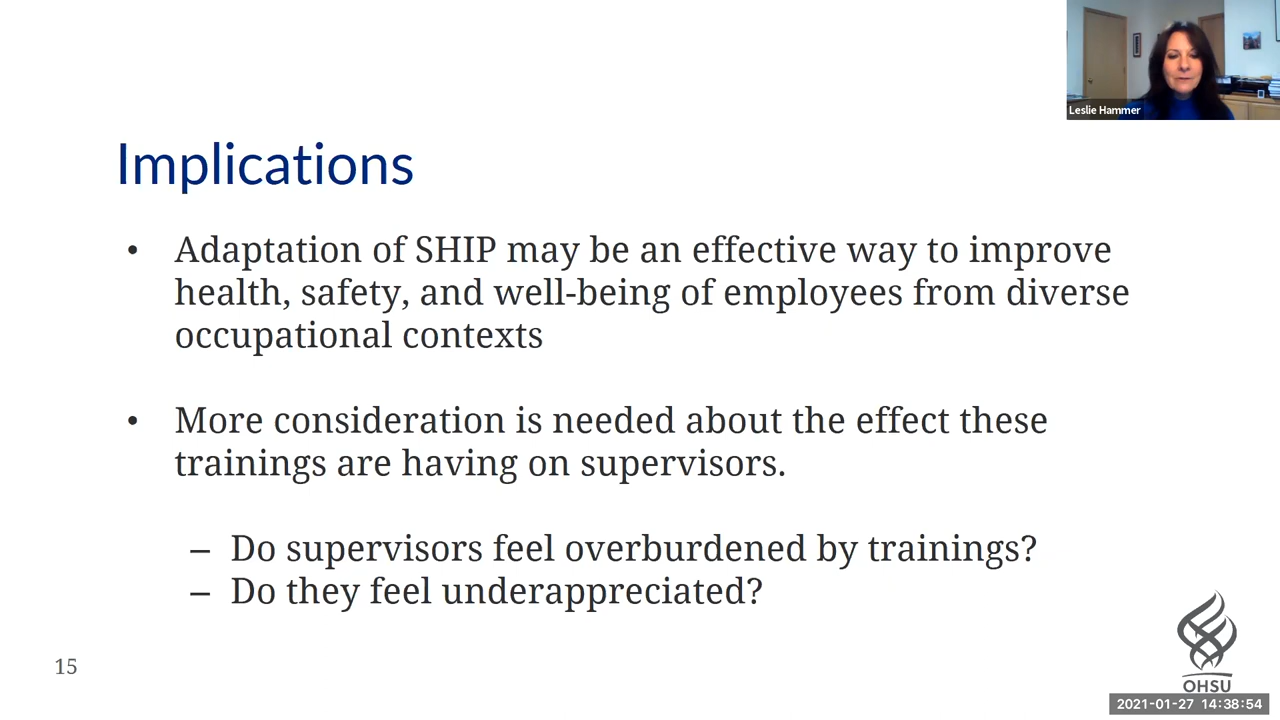 Leslie Hammer
Implications
• Adaptation of SHIP may be an effective way to improve
health, safety, and well-being of employees from diverse
occupational contexts
• More consideration is needed about the effect these
trainings are having on supervisors.
– Do supervisors feel overburdened by trainings?
– Do they feel underappreciated?
15
OHSU
2021-01-27 14:38:54